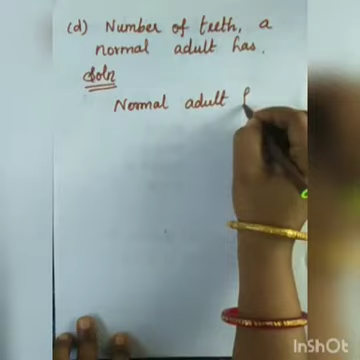 (d) Number of teeth, a
normal adult has.
Soln
Normal adult
InShOt